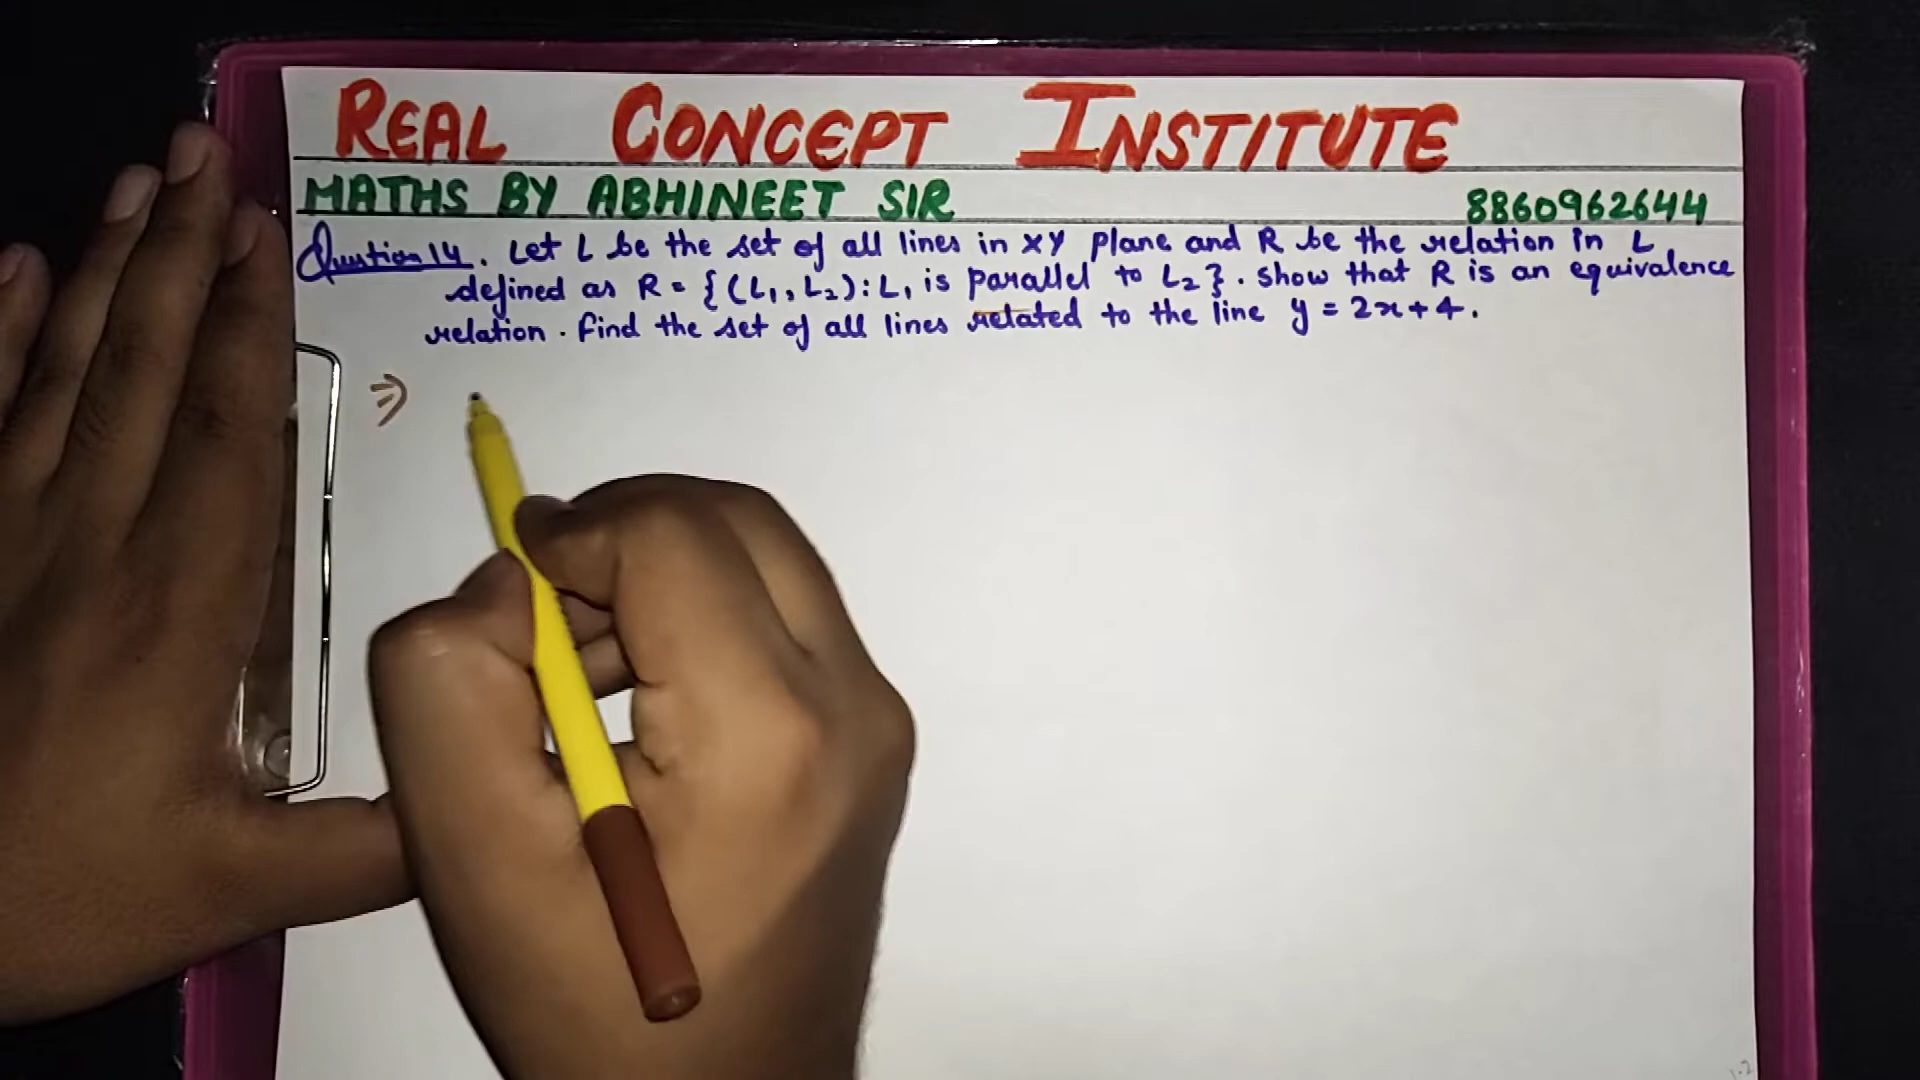 REAL CONCEPT INSTITUTE
MATHS BY ABHINEET SIR 8860962644
Question 14. Let L be the set of all lines in XY plane and R be the relation in L
defined as R = {(L₁, L₂) : L₁ is parallel to L₂}. Show that R is an equivalence
relation. Find the set of all lines related to the line y = 2x + 4.
⇒